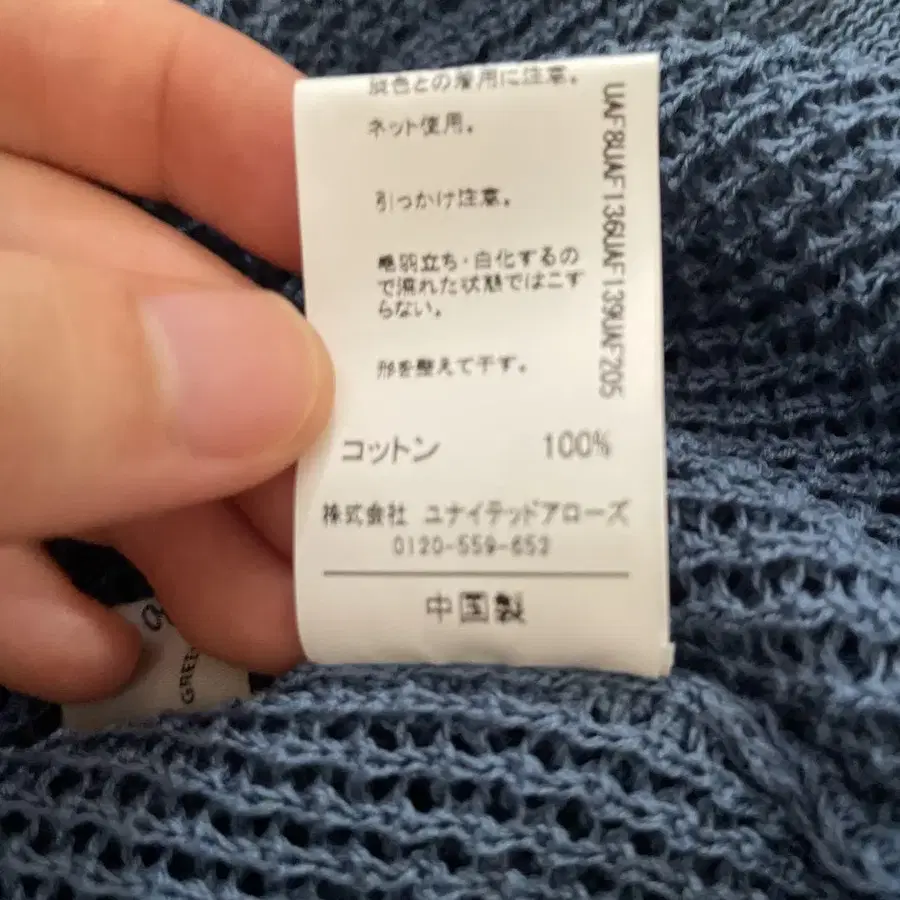 淡色との着用に注意。
ネット使用。
引っかけ注意。
毛羽立ち・白化するの
で濡れた状態ではこす
らない。
形を整えて干す。
コットン 100%
株式会社 ユナイテッドアローズ
0120-559-652
中国製
UAF8UAF136UAF139UAF205
GREE